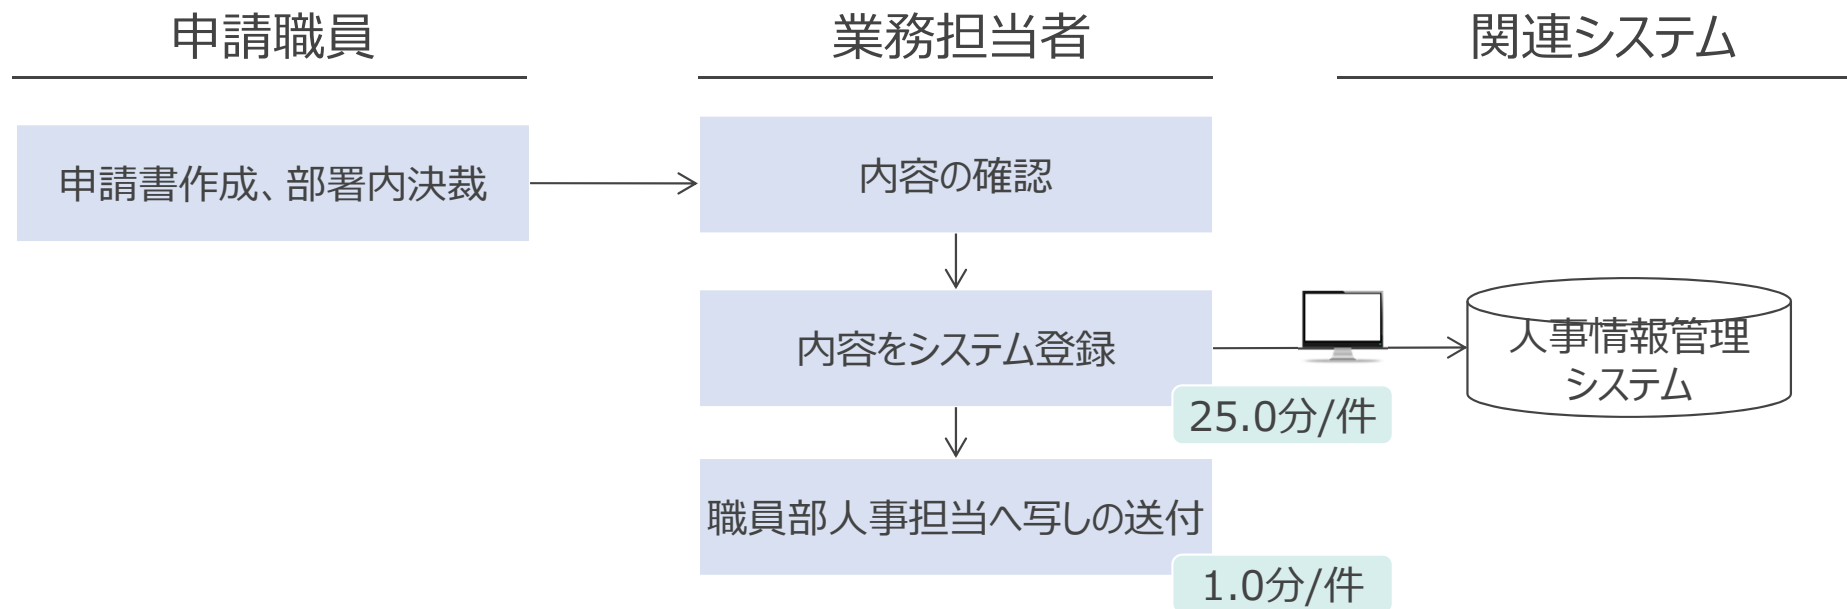 申請職員
業務担当者
関連システム
申請書作成、部署内決裁
内容の確認
内容をシステム登録
人事情報管理
システム
25.0分/件
職員部人事担当へ写しの送付
1.0分/件